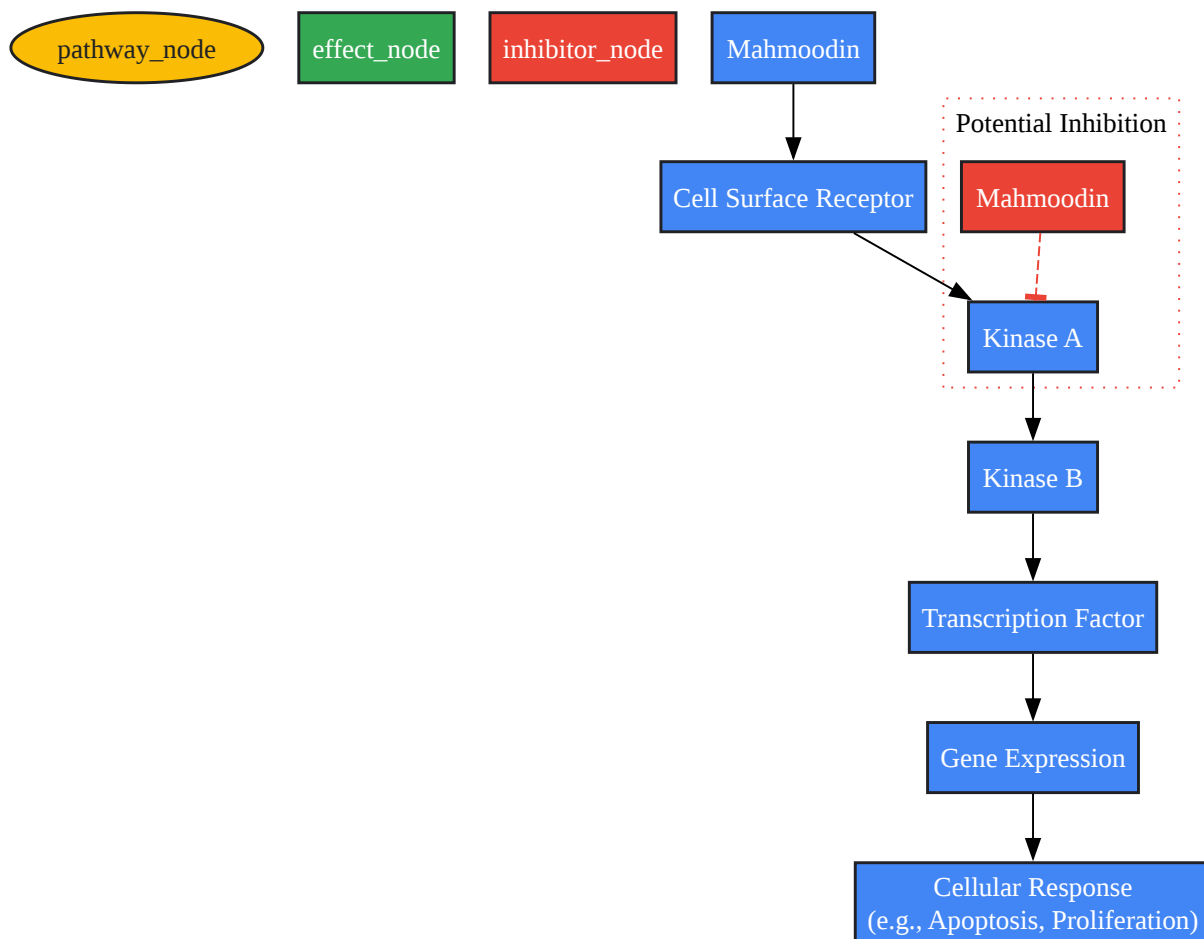 pathway_node
effect_node
inhibitor_node
Mahmoodin
Potential Inhibition
Cell Surface Receptor
Mahmoodin
Kinase A
Kinase B
Transcription Factor
Gene Expression
Cellular Response
(e.g., Apoptosis, Proliferation)